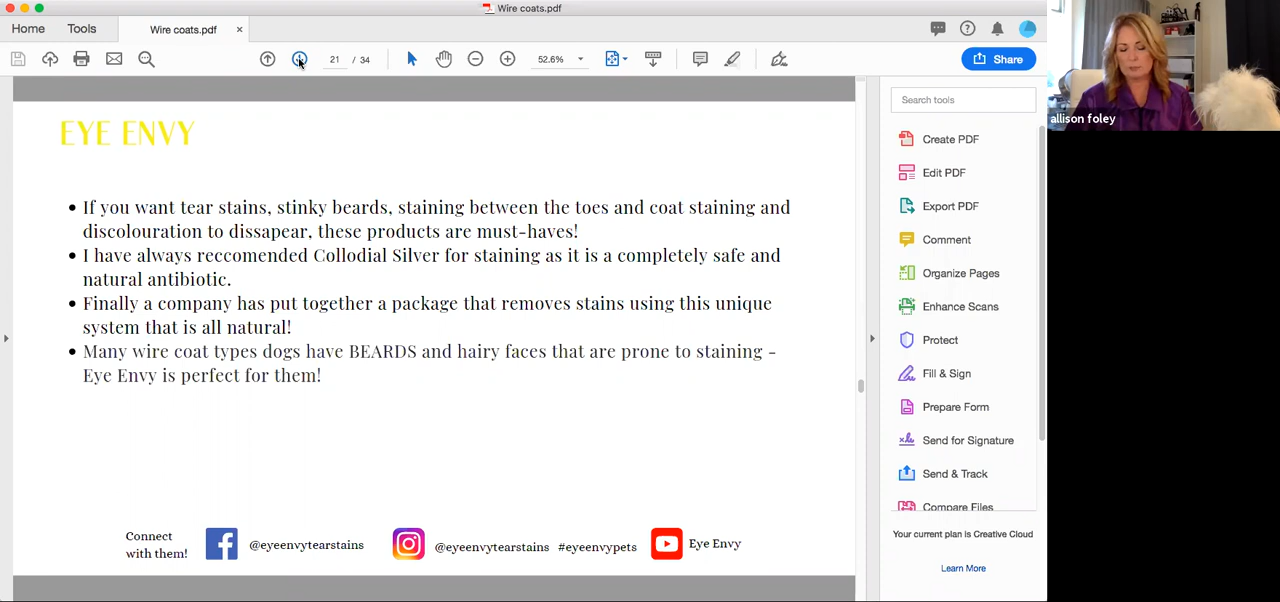 Wire coats.pdf
Home
Tools
Wire coats.pdf
×
21 / 34
52.6%
Share
allison foley
Search tools
Create PDF
Edit PDF
Export PDF
Comment
Organize Pages
Enhance Scans
Protect
Fill & Sign
Prepare Form
Send for Signature
Send & Track
Compare Files
Your current plan is Creative Cloud
Learn More
EYE ENVY
• If you want tear stains, stinky beards, staining between the toes and coat staining and
discolouration to dissapear, these products are must-haves!
• I have always reccomended Collodial Silver for staining as it is a completely safe and
natural antibiotic.
• Finally a company has put together a package that removes stains using this unique
system that is all natural!
• Many wire coat types dogs have BEARDS and hairy faces that are prone to staining -
Eye Envy is perfect for them!
Connect
with them!
@eyeenvytearstains
@eyeenvytearstains #eyeenvypets
Eye Envy